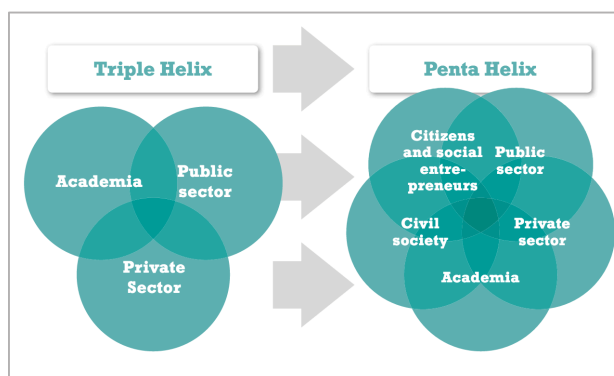 Triple Helix
Academia
Public
sector
Private
Sector
Penta Helix
Citizens
and social
entre-
preneurs
Public
sector
Civil
society
Private
sector
Academia